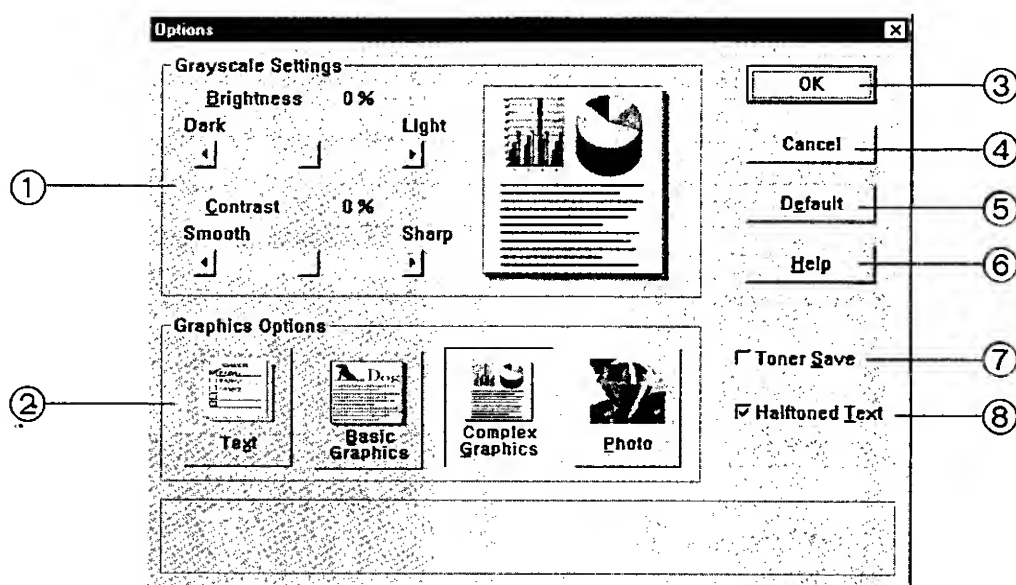 Options
Grayscale Settings
Brightness 0 %
Dark Light
Contrast 0 %
Smooth Sharp
OK
Cancel
Default
Help
Graphics Options
Text
A Dog
Basic Graphics
Complex Graphics
Photo
Toner Save
Halftoned Text
①
②
③
④
⑤
⑥
⑦
⑧